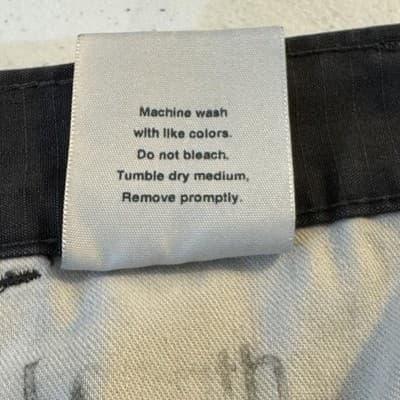 Machine wash
with like colors.
Do not bleach.
Tumble dry medium,
Remove promptly.